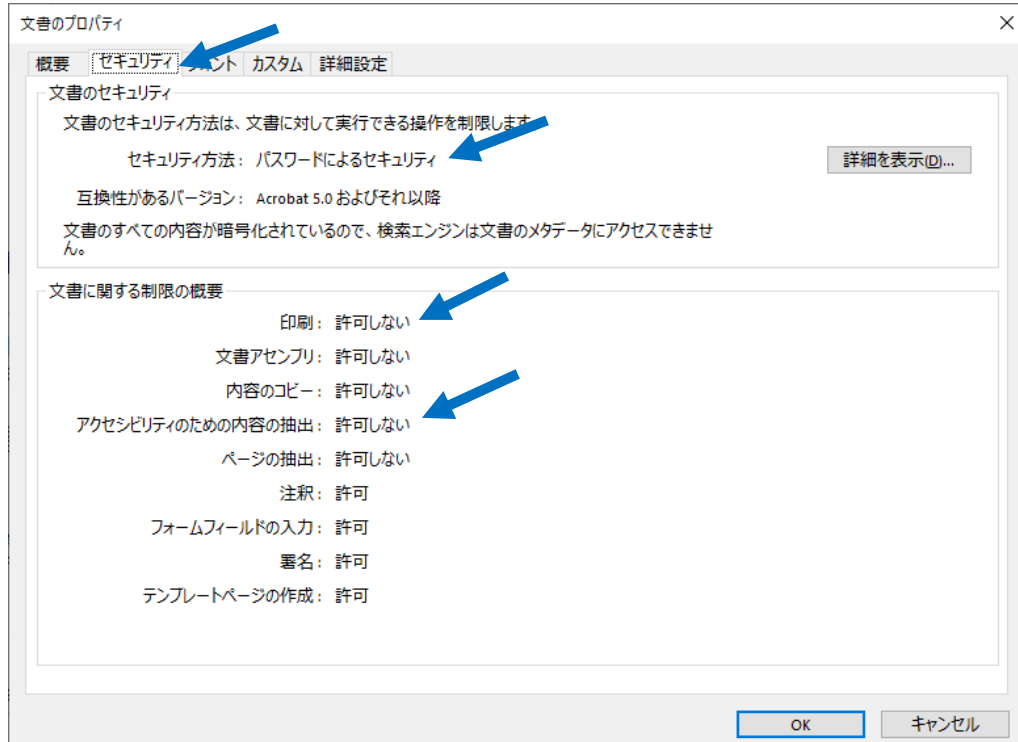 文書のプロパティ
概要 セキュリティ ント カスタム 詳細設定
文書のセキュリティ
文書のセキュリティ方法は、文書に対して実行できる操作を制限します
セキュリティ方法： パスワードによるセキュリティ
詳細を表示(D)...
互換性があるバージョン： Acrobat 5.0 およびそれ以降
文書のすべての内容が暗号化されているので、検索エンジンは文書のメタデータにアクセスできませ
ん。
文書に関する制限の概要
印刷： 許可しない
文書アセンブリ： 許可しない
内容のコピー： 許可しない
アクセシビリティのための内容の抽出： 許可しない
ページの抽出： 許可しない
注釈： 許可
フォームフィールドの入力： 許可
署名： 許可
テンプレートページの作成： 許可
OK キャンセル